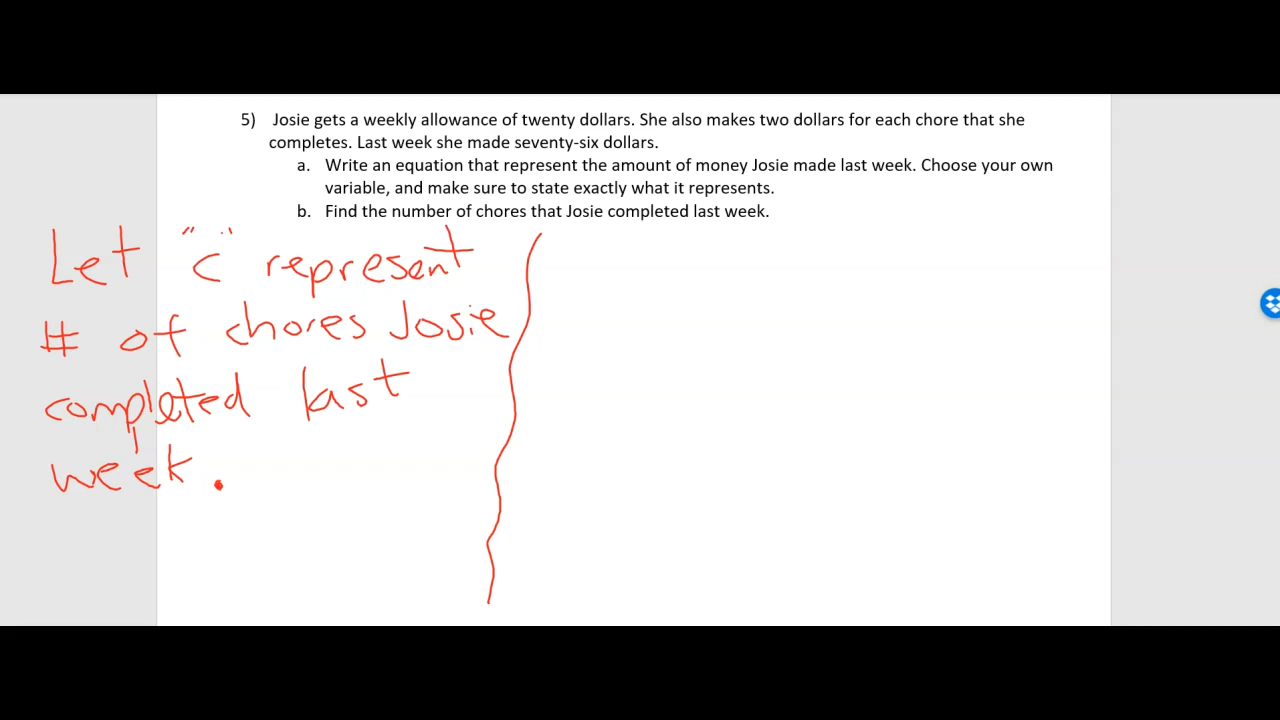 5) Josie gets a weekly allowance of twenty dollars. She also makes two dollars for each chore that she
completes. Last week she made seventy-six dollars.
a. Write an equation that represent the amount of money Josie made last week. Choose your own
variable, and make sure to state exactly what it represents.
b. Find the number of chores that Josie completed last week.
Let "c" represent
# of chores Josie
completed last
week.